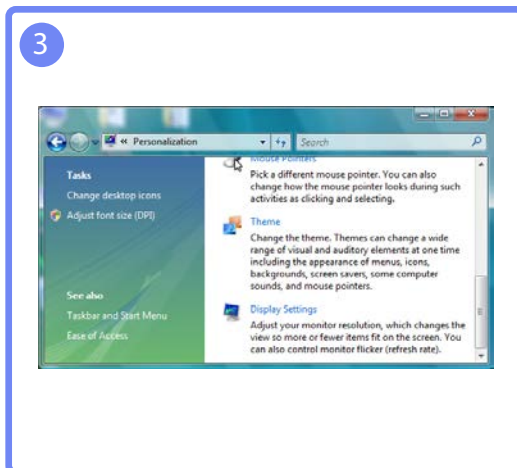 3
« Personalization
Search
Tasks
Change desktop icons
Adjust font size (DPI)
See also
Taskbar and Start Menu
Ease of Access
Mouse Pointers
Pick a different mouse pointer. You can also
change how the mouse pointer looks during such
activities as clicking and selecting.
Theme
Change the theme. Themes can change a wide
range of visual and auditory elements at one time
including the appearance of menus, icons,
backgrounds, screen savers, some computer
sounds, and mouse pointers.
Display Settings
Adjust your monitor resolution, which changes the
view so more or fewer items fit on the screen. You
can also control monitor flicker (refresh rate).